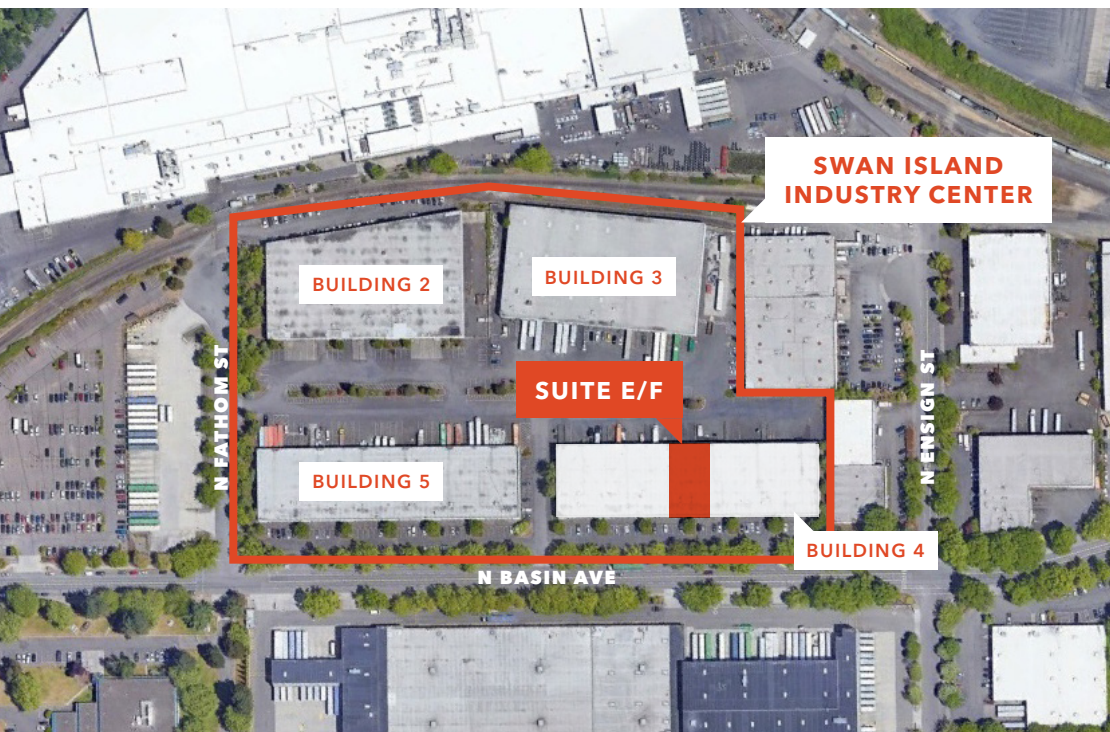 SWAN ISLAND
INDUSTRY CENTER
BUILDING 2
BUILDING 3
N FATHOM ST
SUITE E/F
N ENSIGN ST
BUILDING 5
BUILDING 4
N BASIN AVE